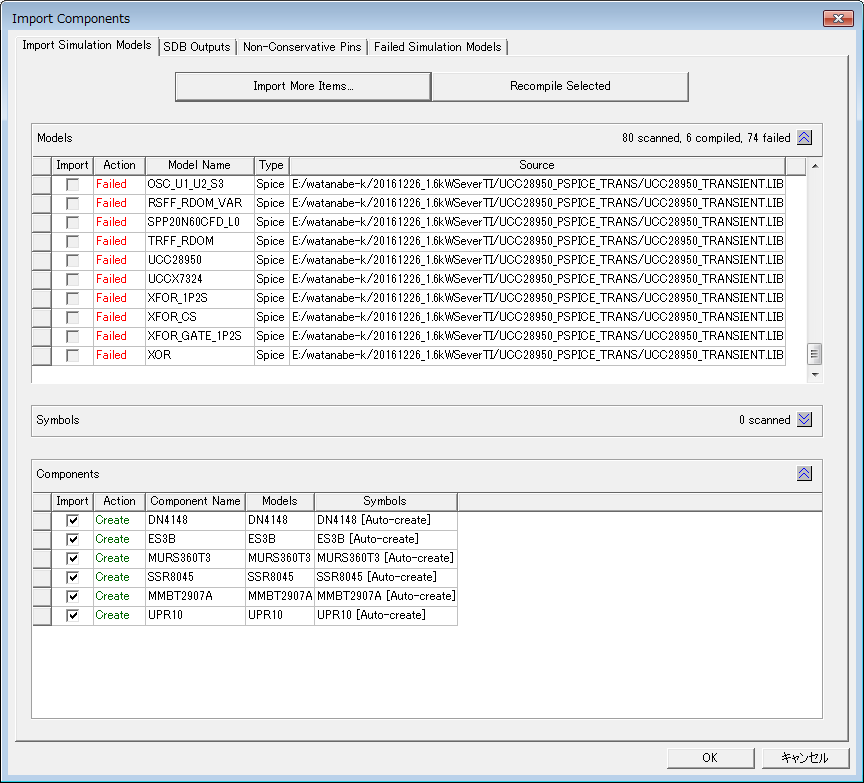 Import Components
Import Simulation Models SDB Outputs Non-Conservative Pins Failed Simulation Models
Import More Items... Recompile Selected
Models 80 scanned, 6 compiled, 74 failed
Import Action Model Name Type Source
Failed OSC_U1_U2_S3 Spice E:/watanabe-k/20161226_1.6kWSeverTI/UCC28950_PSPICE_TRANS/UCC28950_TRANSIENT.LIB
Failed RSFF_RDOM_VAR Spice E:/watanabe-k/20161226_1.6kWSeverTI/UCC28950_PSPICE_TRANS/UCC28950_TRANSIENT.LIB
Failed SPP20N60CFD_L0 Spice E:/watanabe-k/20161226_1.6kWSeverTI/UCC28950_PSPICE_TRANS/UCC28950_TRANSIENT.LIB
Failed TRFF_RDOM Spice E:/watanabe-k/20161226_1.6kWSeverTI/UCC28950_PSPICE_TRANS/UCC28950_TRANSIENT.LIB
Failed UCC28950 Spice E:/watanabe-k/20161226_1.6kWSeverTI/UCC28950_PSPICE_TRANS/UCC28950_TRANSIENT.LIB
Failed UCCX7324 Spice E:/watanabe-k/20161226_1.6kWSeverTI/UCC28950_PSPICE_TRANS/UCC28950_TRANSIENT.LIB
Failed XFOR_1P2S Spice E:/watanabe-k/20161226_1.6kWSeverTI/UCC28950_PSPICE_TRANS/UCC28950_TRANSIENT.LIB
Failed XFOR_CS Spice E:/watanabe-k/20161226_1.6kWSeverTI/UCC28950_PSPICE_TRANS/UCC28950_TRANSIENT.LIB
Failed XFOR_GATE_1P2S Spice E:/watanabe-k/20161226_1.6kWSeverTI/UCC28950_PSPICE_TRANS/UCC28950_TRANSIENT.LIB
Failed XOR Spice E:/watanabe-k/20161226_1.6kWSeverTI/UCC28950_PSPICE_TRANS/UCC28950_TRANSIENT.LIB
Symbols 0 scanned
Components
Import Action Component Name Models Symbols
Create DN4148 DN4148 DN4148 [Auto-create]
Create ES3B ES3B ES3B [Auto-create]
Create MURS360T3 MURS360T3 MURS360T3 [Auto-create]
Create SSR8045 SSR8045 SSR8045 [Auto-create]
Create MMBT2907A MMBT2907A MMBT2907A [Auto-create]
Create UPR10 UPR10 UPR10 [Auto-create]
OK キャンセル